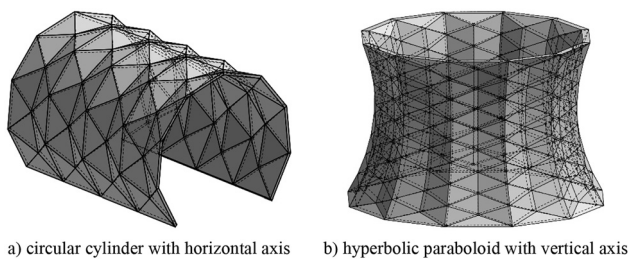 a) circular cylinder with horizontal axis
b) hyperbolic paraboloid with vertical axis